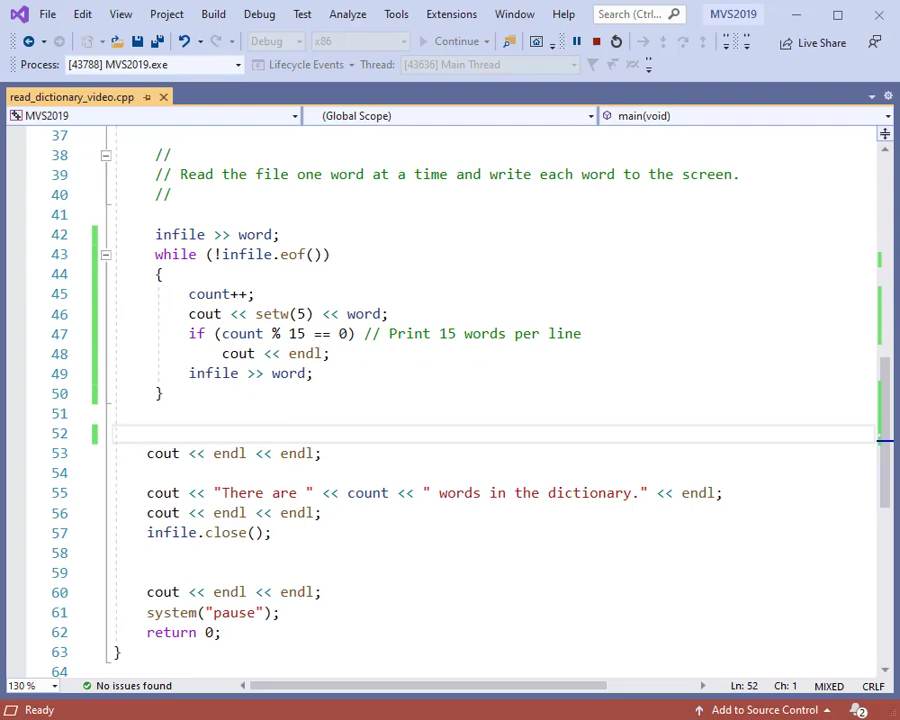 File Edit View Project Build Debug Test Analyze Tools Extensions Window Help Search (Ctrl... MVS2019
Debug x86 Continue Live Share
Process: [43788] MVS2019.exe Lifecycle Events Thread: [43636] Main Thread
read_dictionary_video.cpp
MVS2019 (Global Scope) main(void)
37
38 //
39 // Read the file one word at a time and write each word to the screen.
40 //
41
42 infile >> word;
43 while (!infile.eof())
44 {
45 count++;
46 cout << setw(5) << word;
47 if (count % 15 == 0) // Print 15 words per line
48 cout << endl;
49 infile >> word;
50 }
51
52
53 cout << endl << endl;
54
55 cout << "There are " << count << " words in the dictionary." << endl;
56 cout << endl << endl;
57 infile.close();
58
59
60 cout << endl << endl;
61 system("pause");
62 return 0;
63 }
64
130 % No issues found Ln: 52 Ch: 1 MIXED CRLF
Ready Add to Source Control 2